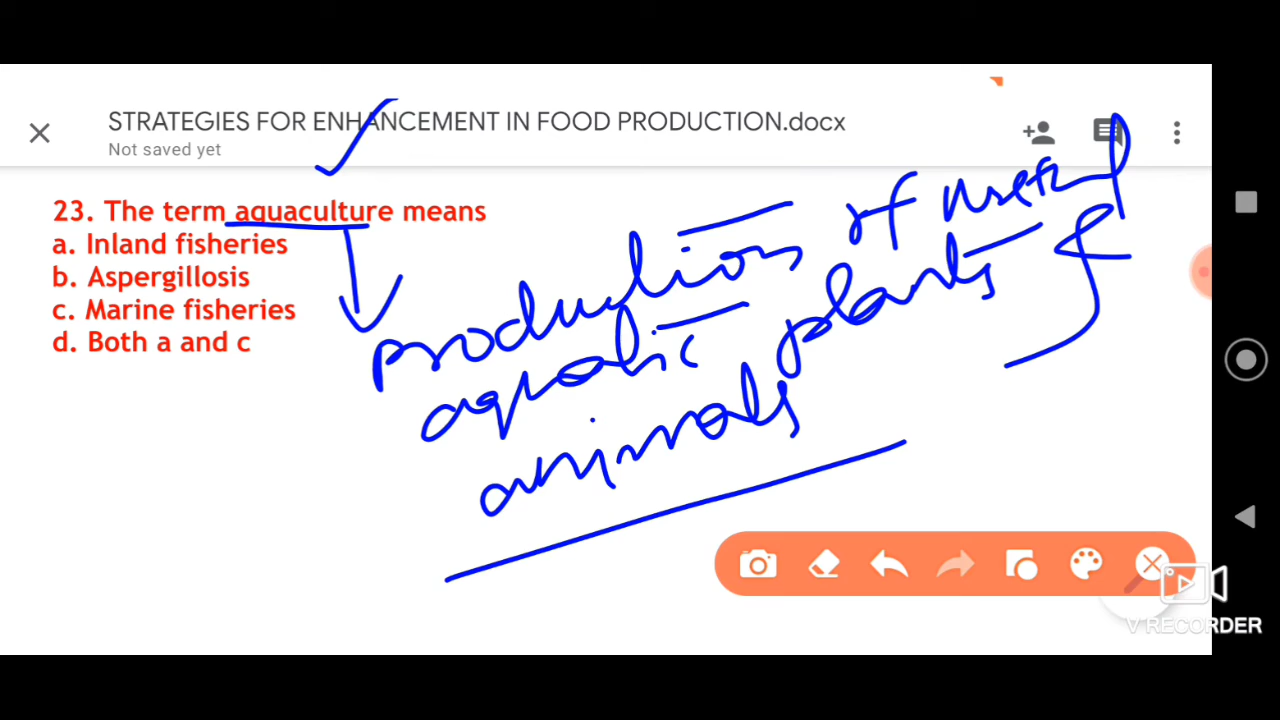 STRATEGIES FOR ENHANCEMENT IN FOOD PRODUCTION.docx
Not saved yet
23. The term aquaculture means
a. Inland fisheries
b. Aspergillosis
c. Marine fisheries
d. Both a and c
production of useful
aquatic plants &
animals
V RECORDER